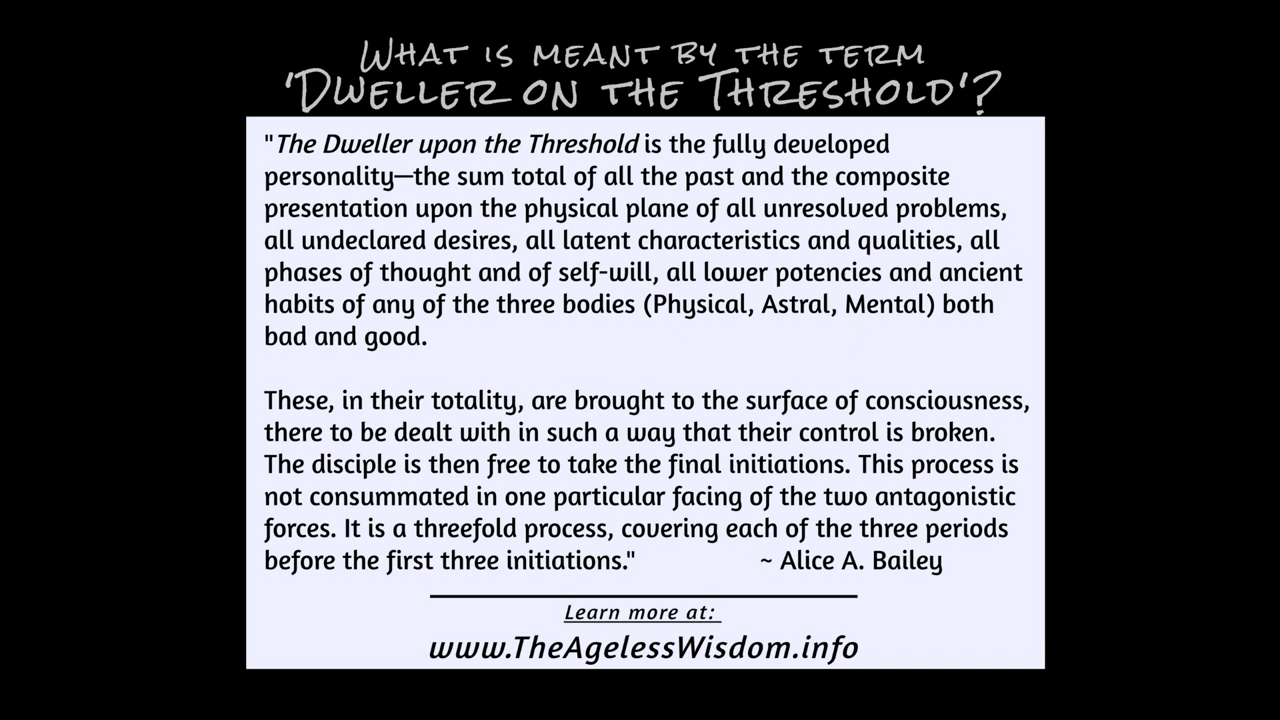 What is meant by the term
'Dweller on the Threshold'?
"The Dweller upon the Threshold is the fully developed
personality—the sum total of all the past and the composite
presentation upon the physical plane of all unresolved problems,
all undeclared desires, all latent characteristics and qualities, all
phases of thought and of self-will, all lower potencies and ancient
habits of any of the three bodies (Physical, Astral, Mental) both
bad and good.
These, in their totality, are brought to the surface of consciousness,
there to be dealt with in such a way that their control is broken.
The disciple is then free to take the final initiations. This process is
not consummated in one particular facing of the two antagonistic
forces. It is a threefold process, covering each of the three periods
before the first three initiations." ~ Alice A. Bailey
Learn more at:
www.TheAgelessWisdom.info